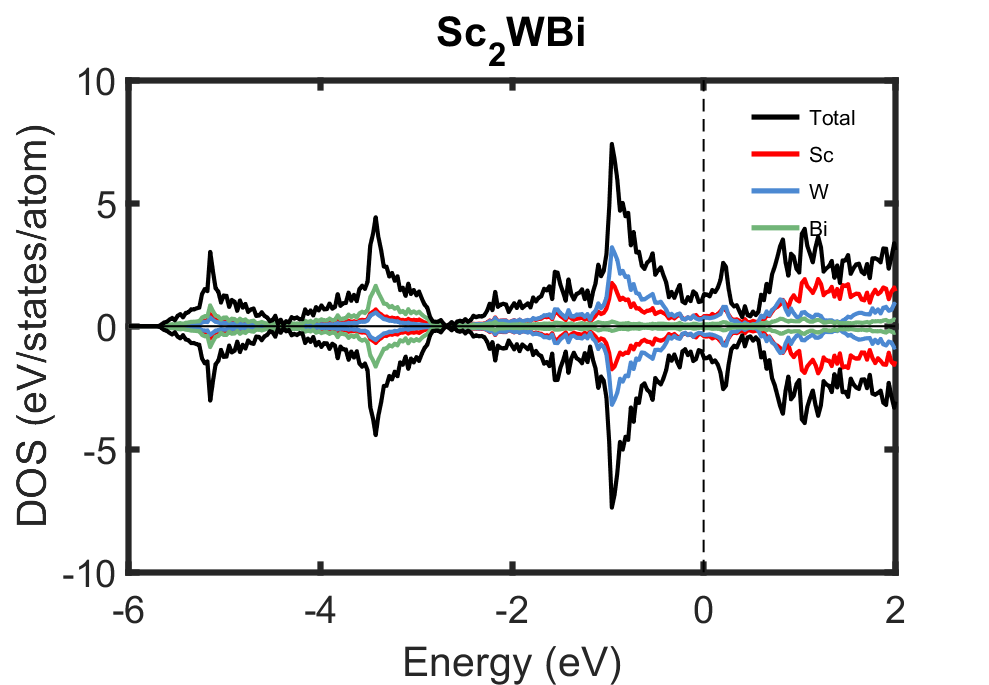 Sc2WBi
10
5
0
-5
-10
DOS (eV/states/atom)
Total
Sc
W
Bi
-6
-4
-2
0
2
Energy (eV)